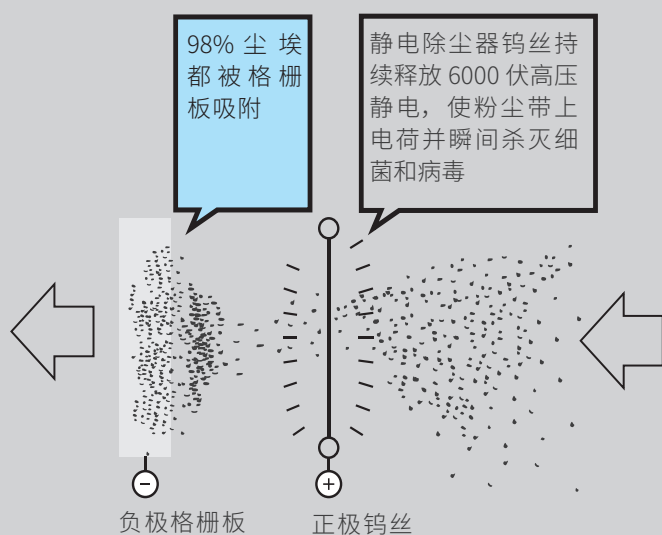 98% 尘 埃
都 被 格 栅
板吸附
静电除尘器钨丝持
续释放 6000 伏高压
静电，使粉尘带上
电荷并瞬间杀灭细
菌和病毒
−
+
负极格栅板
正极钨丝